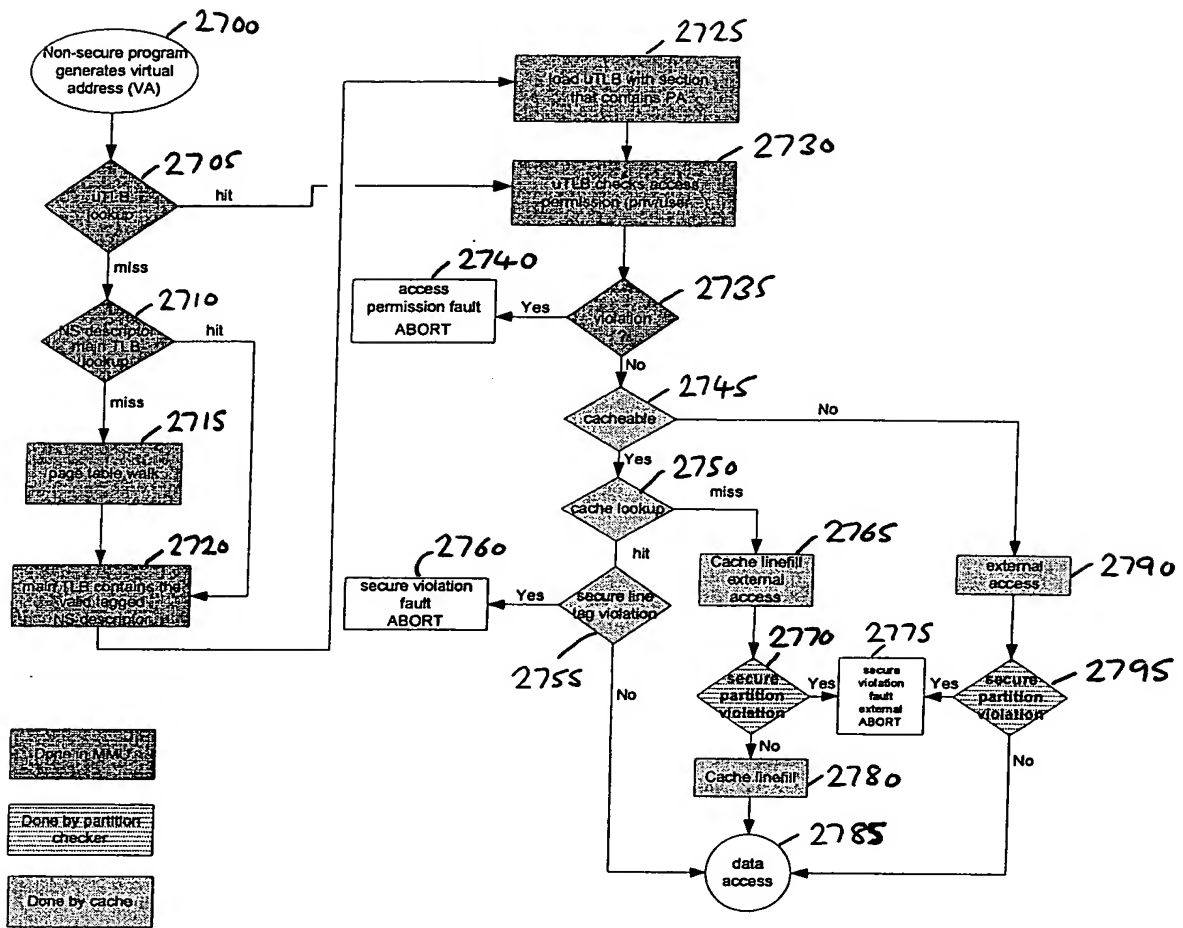 2700
Non-secure program
generates virtual
address (VA)
2705
uTLB
lookup
hit
miss
2710
NS descriptor
main TLB
lookup
hit
miss
2715
page table walk
2720
main TLB contains the
valid tagged
NS descriptor
2725
load uTLB with section
that contains PA
2730
uTLB checks access
permission (priv/user
2740
access
permission fault
ABORT
Yes
2735
violation
?
No
2745
cacheable
No
Yes
2750
cache lookup
miss
hit
2760
secure violation
fault
ABORT
Yes
secure line
tag violation
2755
No
2765
Cache linefill
external
access
2770
secure
partition
violation
Yes
2775
secure
violation
fault
external
ABORT
Yes
external
access
2790
secure
partition
violation
2795
No
No
Cache linefill
2780
2785
data
access
Done in MMU
Done by partition
checker
Done by cache